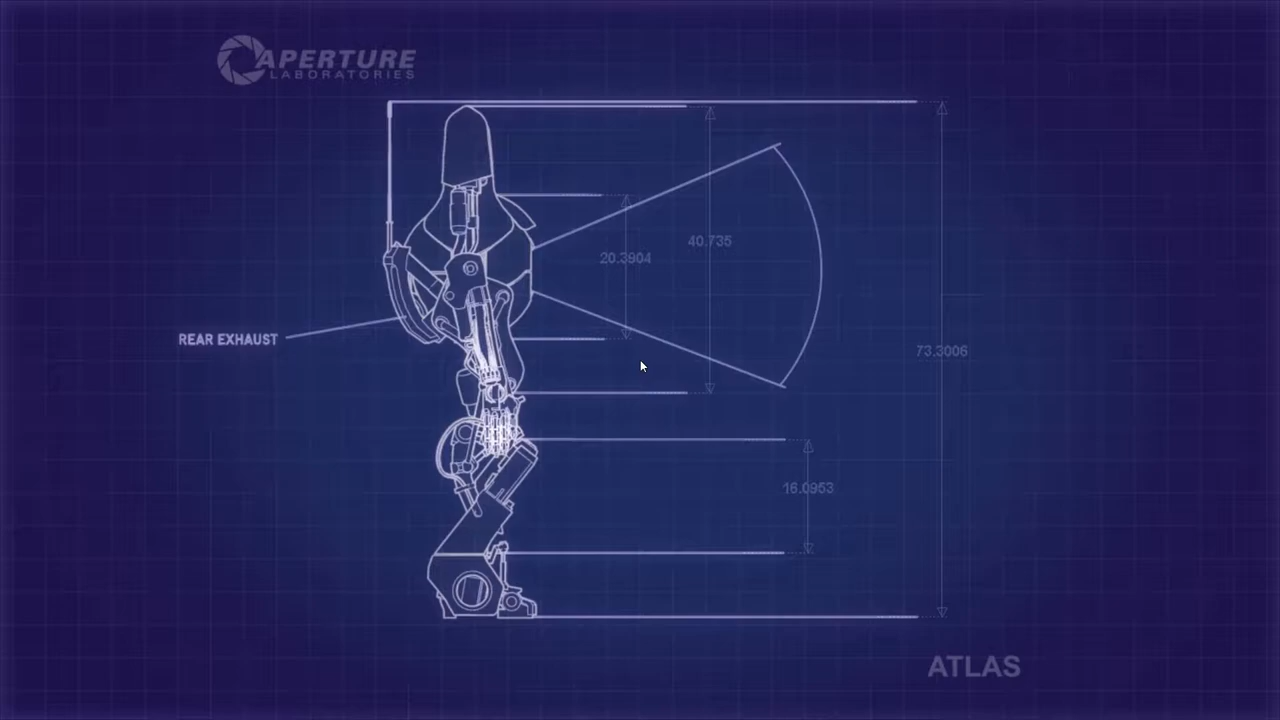 APERTURE
LABORATORIES
40.735
20.3904
REAR EXHAUST
73.3006
16.0953
ATLAS